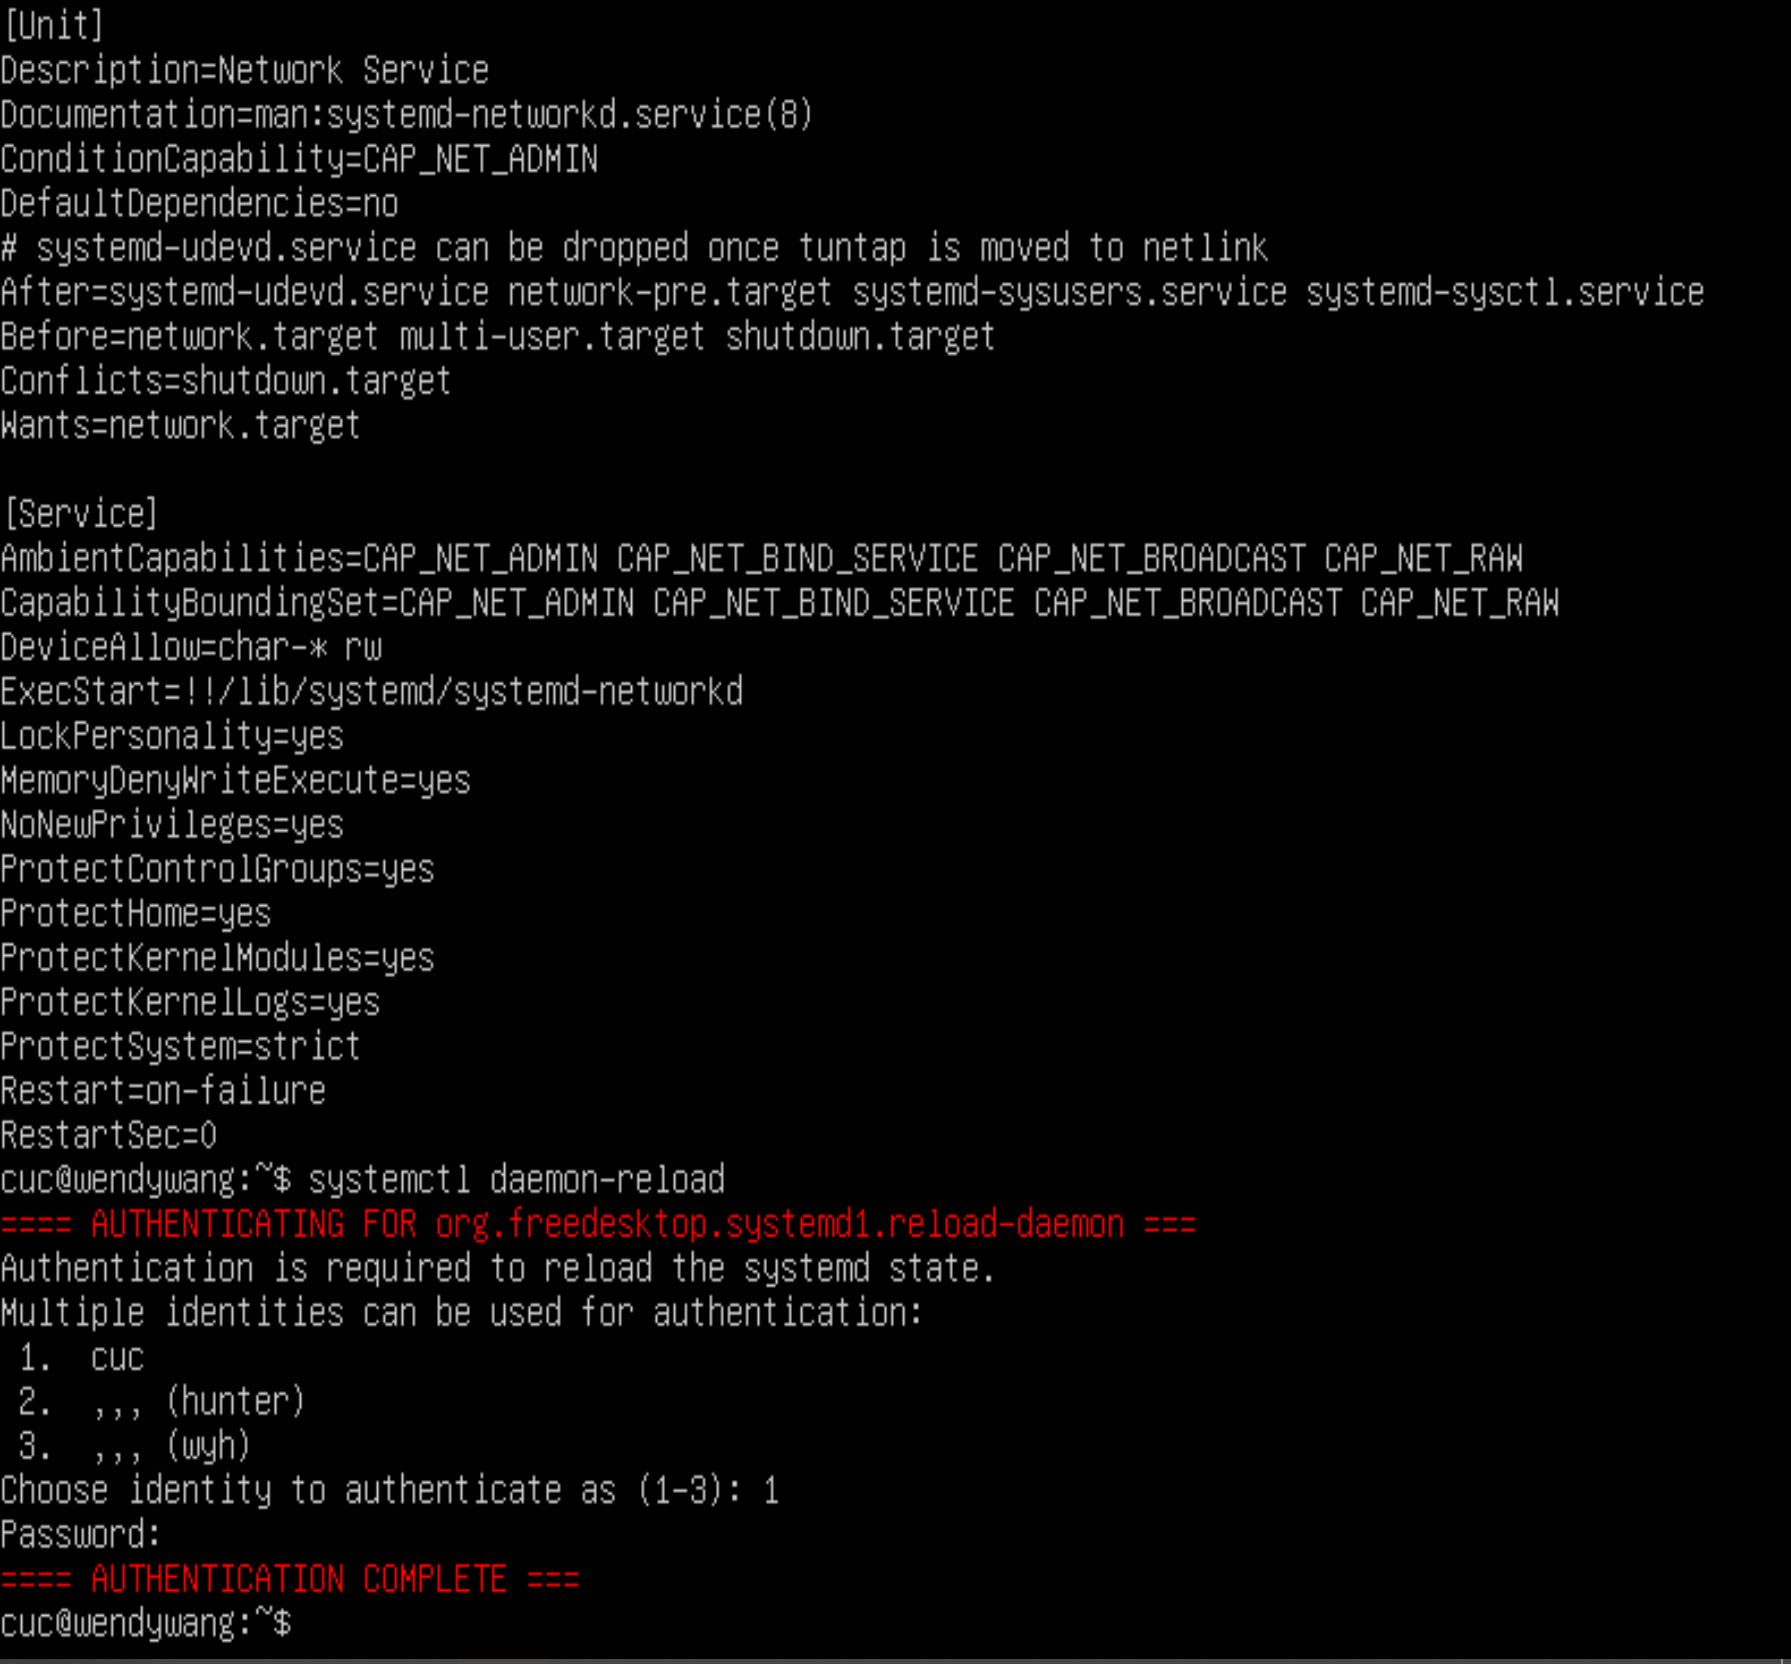 [Unit]
Description=Network Service
Documentation=man:systemd-networkd.service(8)
ConditionCapability=CAP_NET_ADMIN
DefaultDependencies=no
# systemd-udevd.service can be dropped once tuntap is moved to netlink
After=systemd-udevd.service network-pre.target systemd-sysusers.service systemd-sysctl.service
Before=network.target multi-user.target shutdown.target
Conflicts=shutdown.target
Wants=network.target

[Service]
AmbientCapabilities=CAP_NET_ADMIN CAP_NET_BIND_SERVICE CAP_NET_BROADCAST CAP_NET_RAW
CapabilityBoundingSet=CAP_NET_ADMIN CAP_NET_BIND_SERVICE CAP_NET_BROADCAST CAP_NET_RAW
DeviceAllow=char-* rw
ExecStart=!!/lib/systemd/systemd-networkd
LockPersonality=yes
MemoryDenyWriteExecute=yes
NoNewPrivileges=yes
ProtectControlGroups=yes
ProtectHome=yes
ProtectKernelModules=yes
ProtectKernelLogs=yes
ProtectSystem=strict
Restart=on-failure
RestartSec=0
cuc@wendywang:~$ systemctl daemon-reload
==== AUTHENTICATING FOR org.freedesktop.systemd1.reload-daemon ===
Authentication is required to reload the systemd state.
Multiple identities can be used for authentication:
 1.  cuc
 2.  ,,, (hunter)
 3.  ,,, (wyh)
Choose identity to authenticate as (1-3): 1
Password:
==== AUTHENTICATION COMPLETE ===
cuc@wendywang:~$